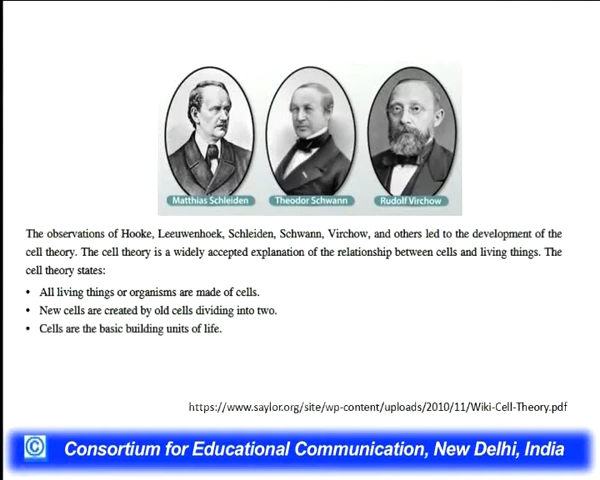 Matthias Schleiden Theodor Schwann Rudolf Virchow
The observations of Hooke, Leeuwenhoek, Schleiden, Schwann, Virchow, and others led to the development of the
cell theory. The cell theory is a widely accepted explanation of the relationship between cells and living things. The
cell theory states:
• All living things or organisms are made of cells.
• New cells are created by old cells dividing into two.
• Cells are the basic building units of life.
https://www.saylor.org/site/wp-content/uploads/2010/11/Wiki-Cell-Theory.pdf
© Consortium for Educational Communication, New Delhi, India